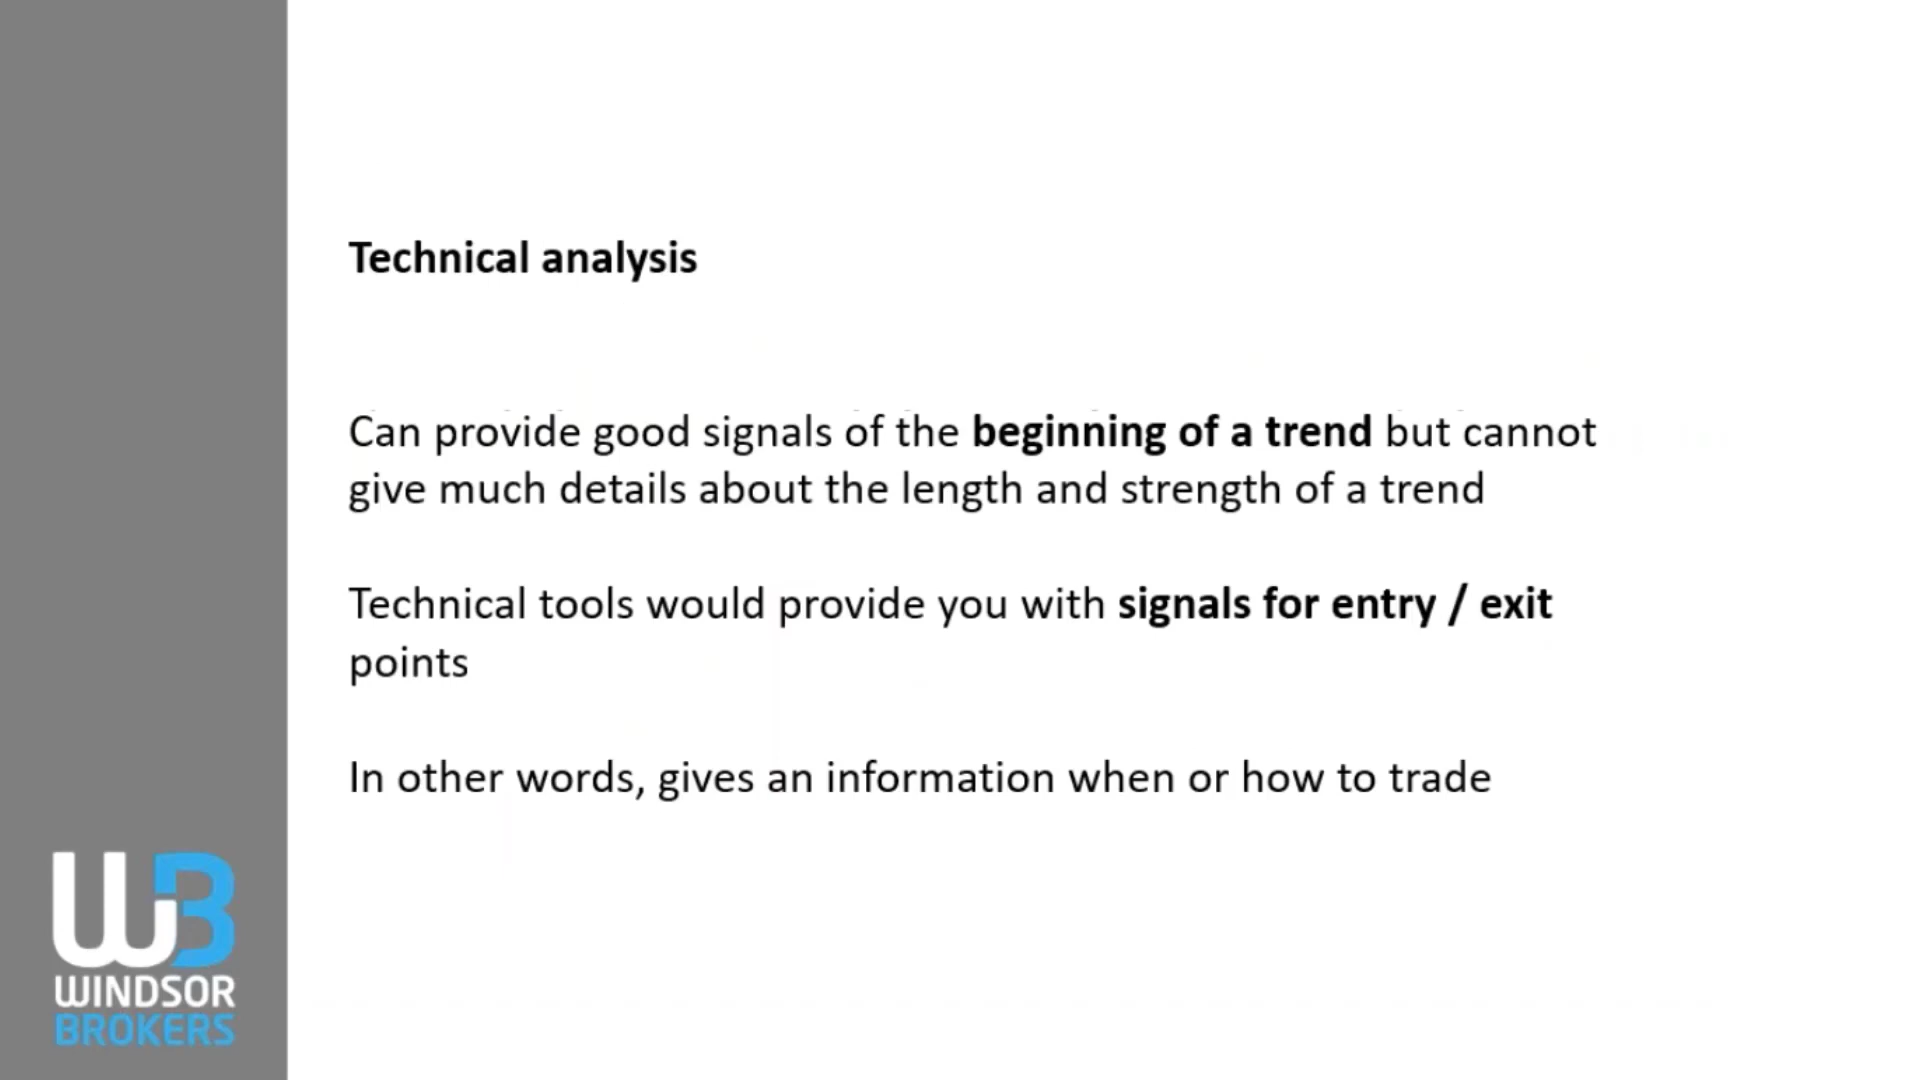 Technical analysis
Can provide good signals of the beginning of a trend but cannot
give much details about the length and strength of a trend
Technical tools would provide you with signals for entry / exit
points
In other words, gives an information when or how to trade
WB
WINDSOR
BROKERS